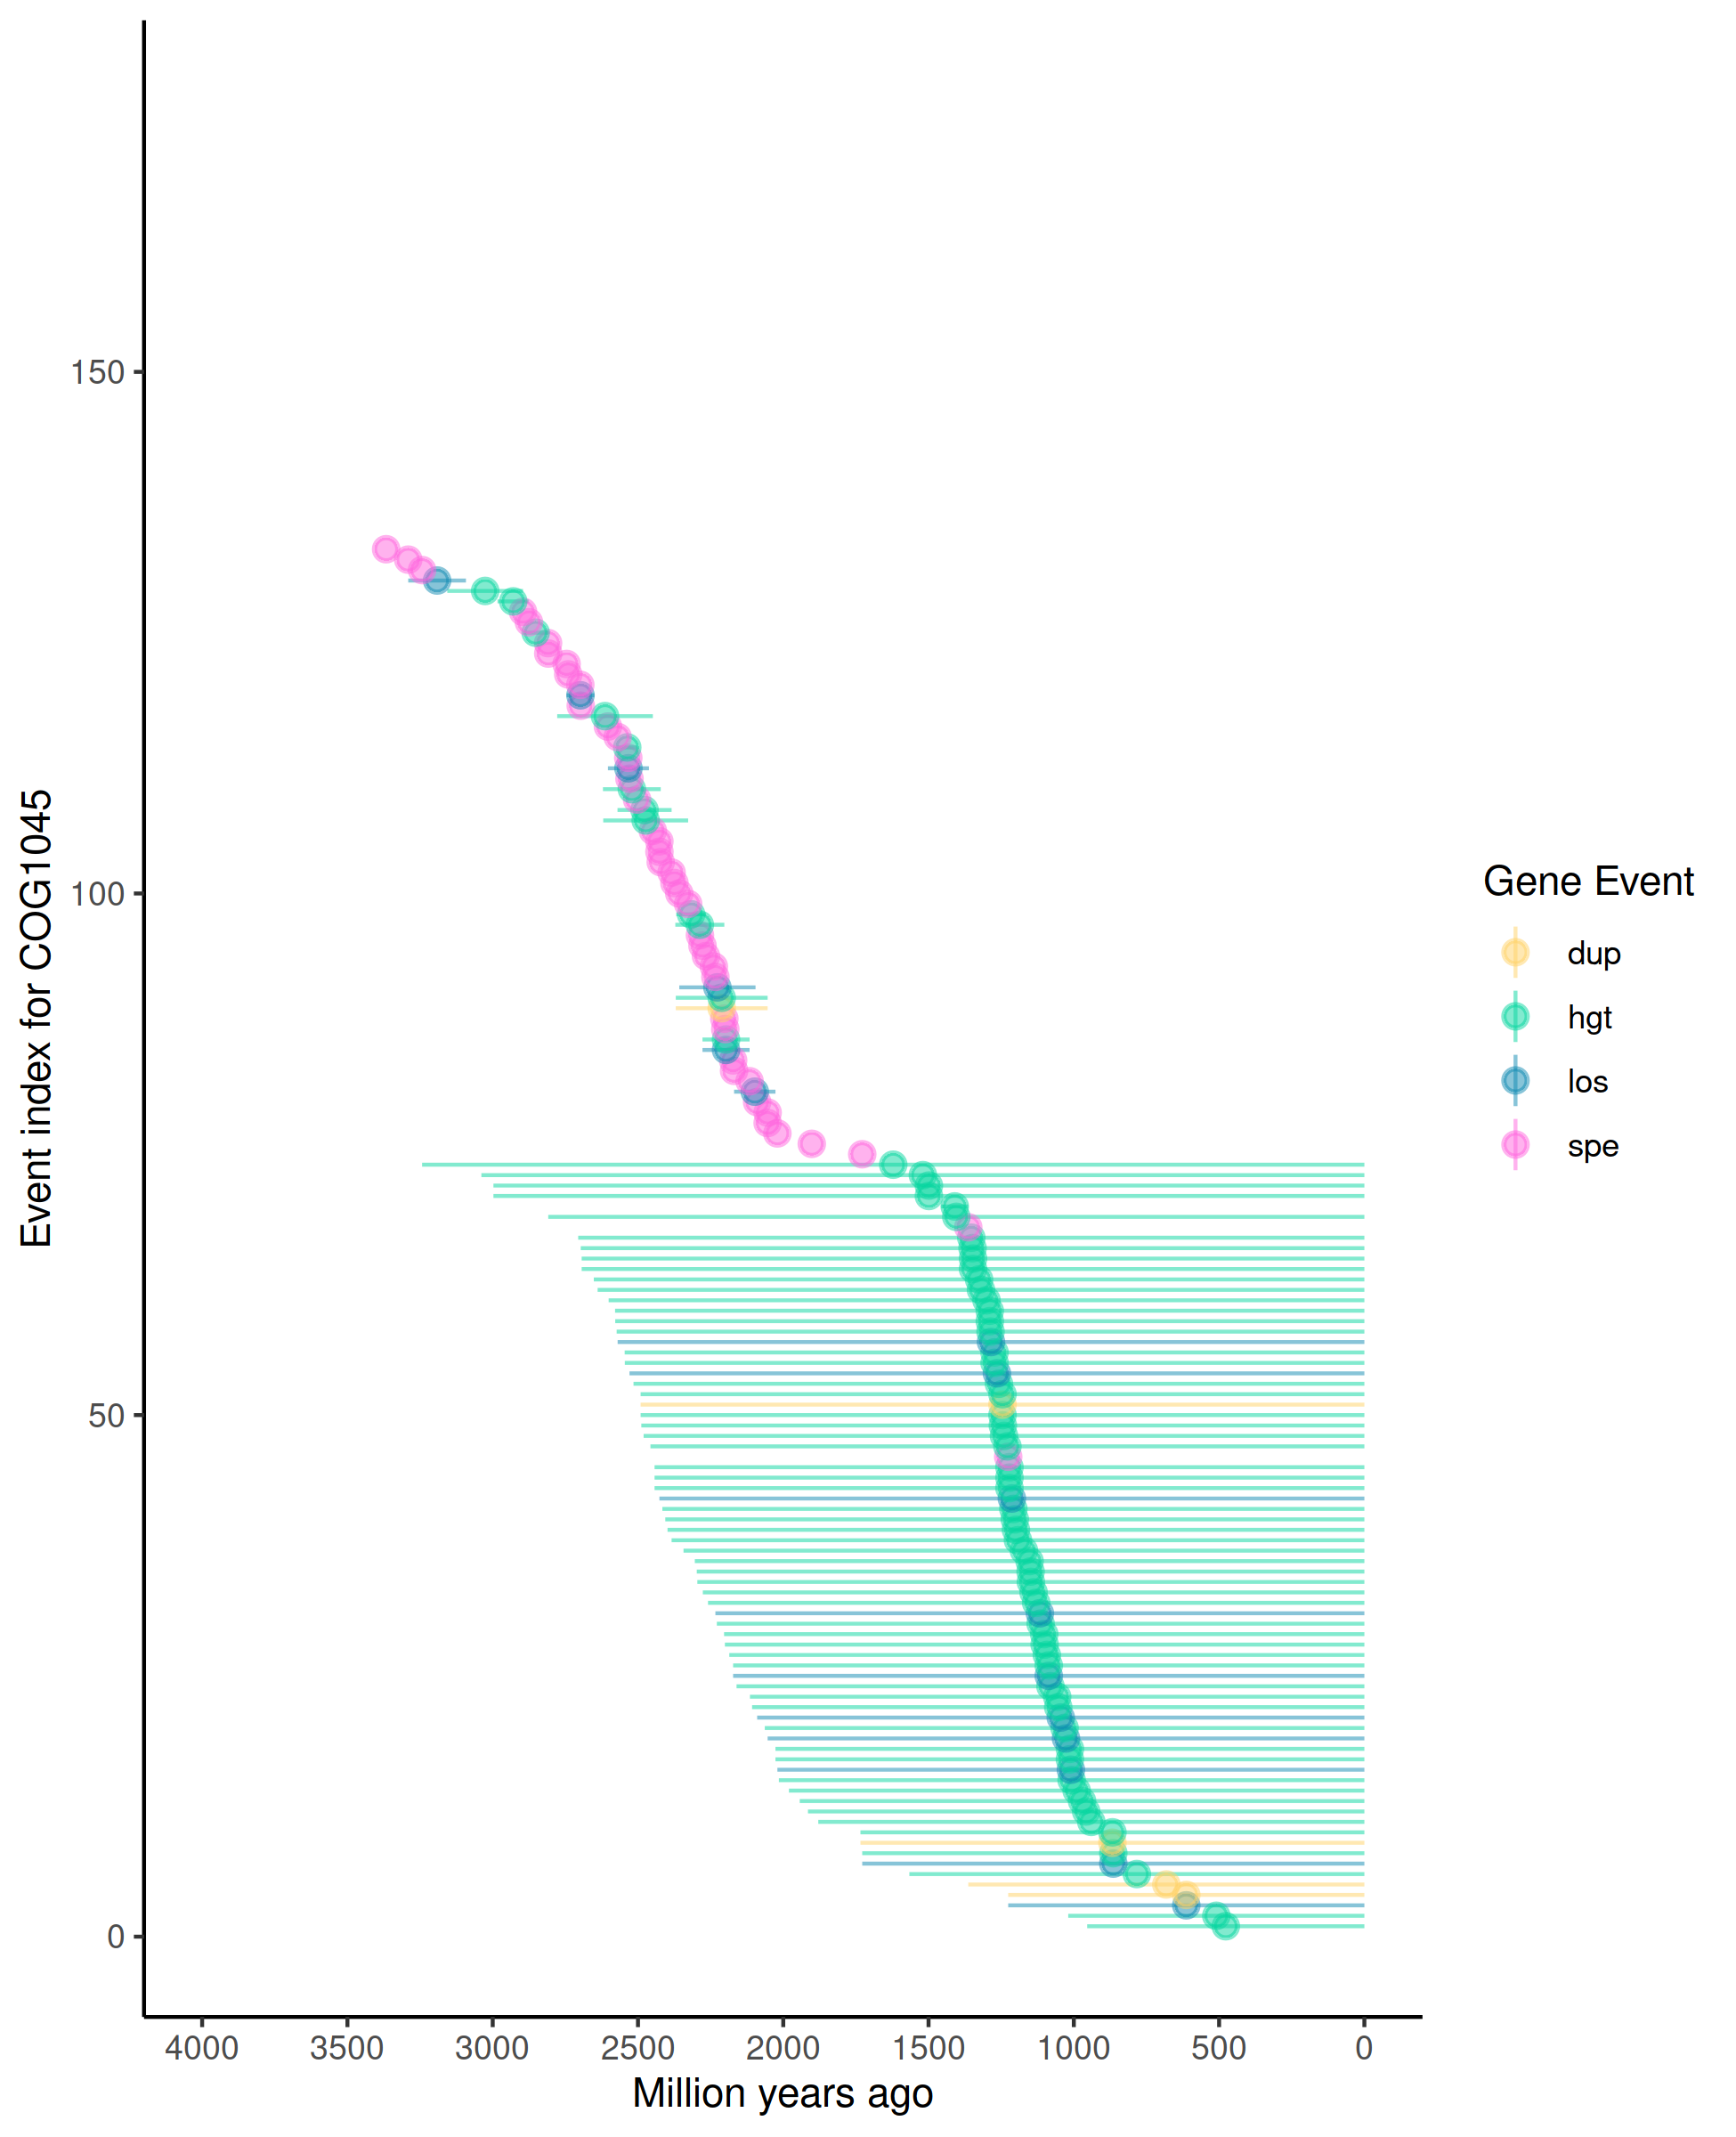 Event index for COG1045
150
100
50
0
4000 3500 3000 2500 2000 1500 1000 500 0
Million years ago
Gene Event
dup
hgt
los
spe